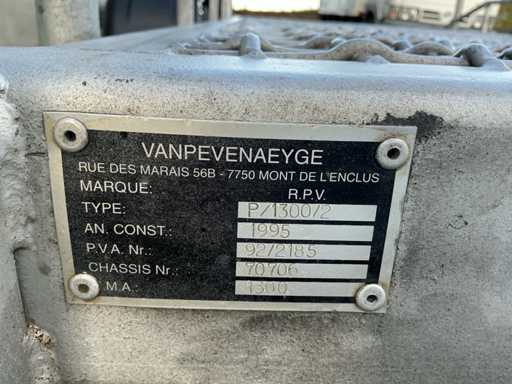 VANPEVENAEYGE
RUE DES MARAIS 56B - 7750 MONT DE L'ENCLUS
MARQUE: R.P.V.
TYPE: P/1300/2
AN. CONST.: 1995
P.V.A. Nr.: 92/2185
CHASSIS Nr.: 70706
M.A.: 1300